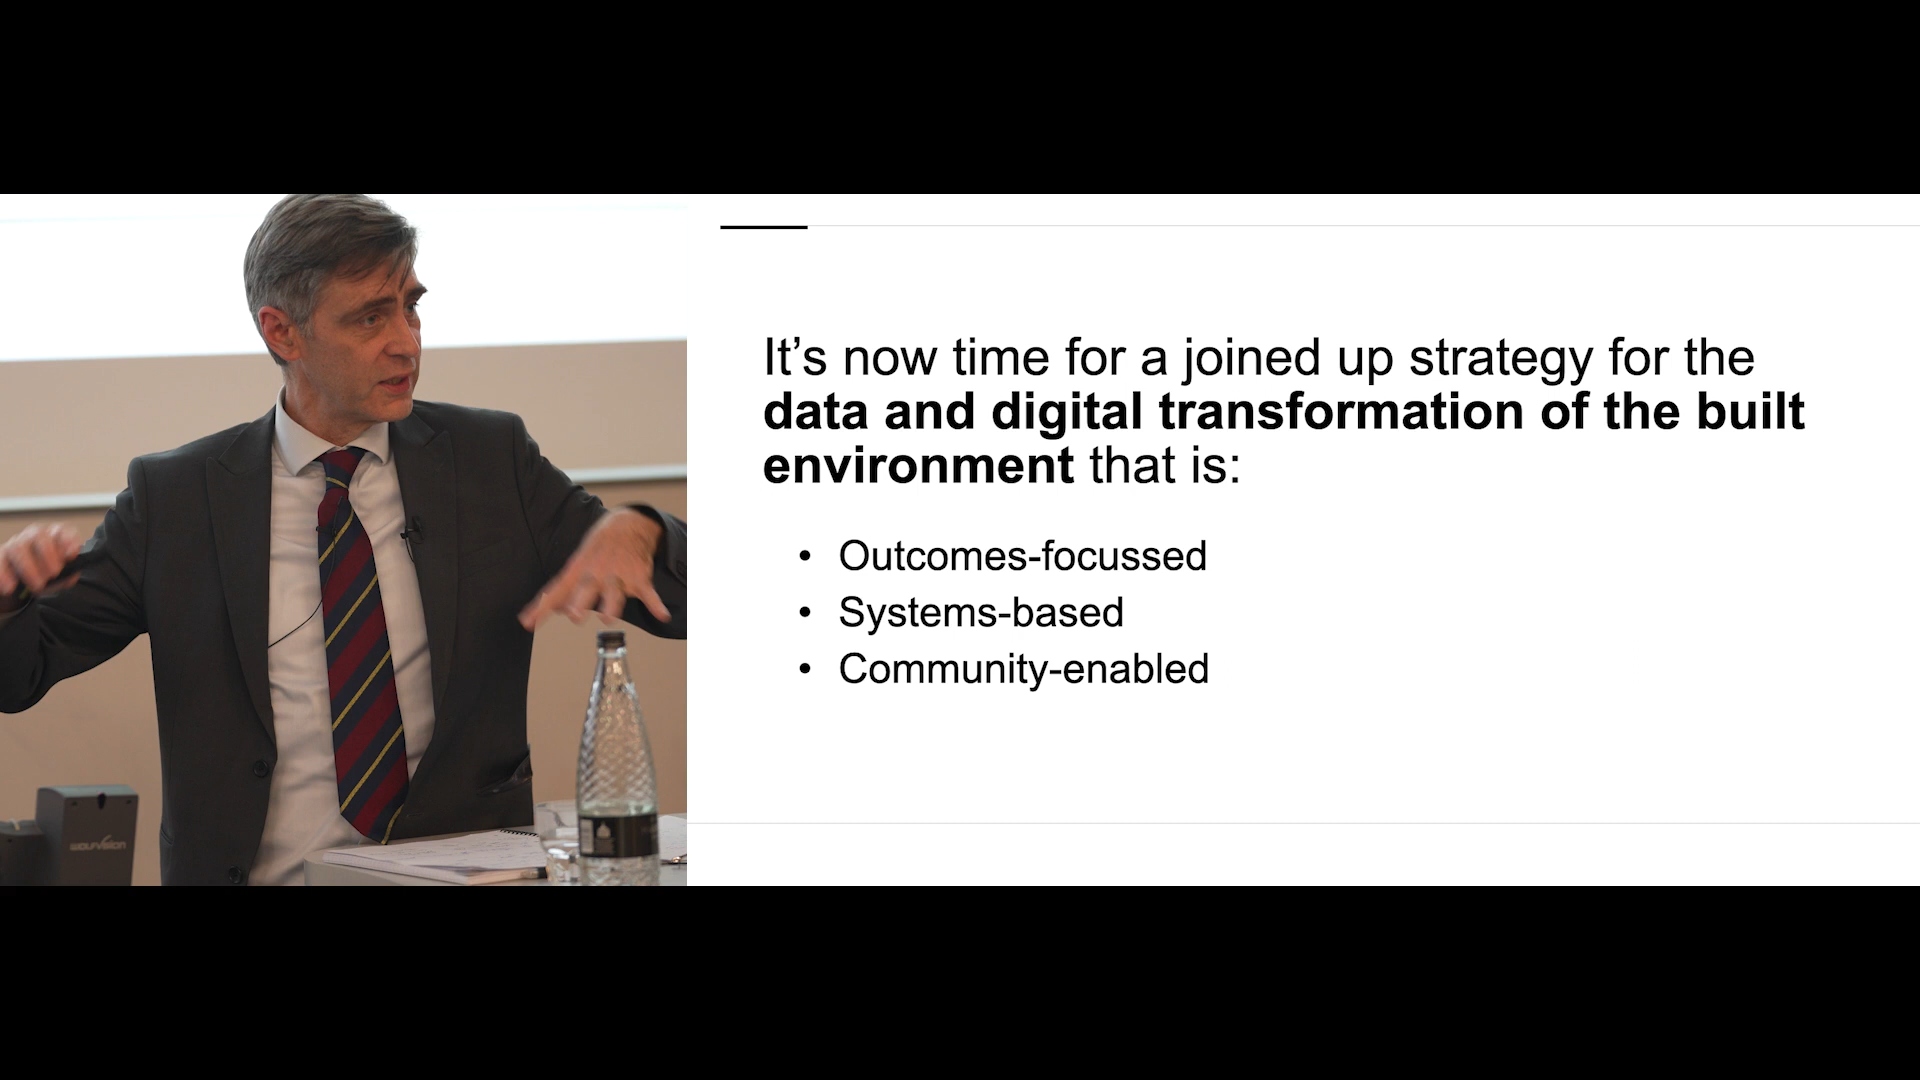 It’s now time for a joined up strategy for the
data and digital transformation of the built
environment that is:
• Outcomes-focussed
• Systems-based
• Community-enabled
WOLFVISION